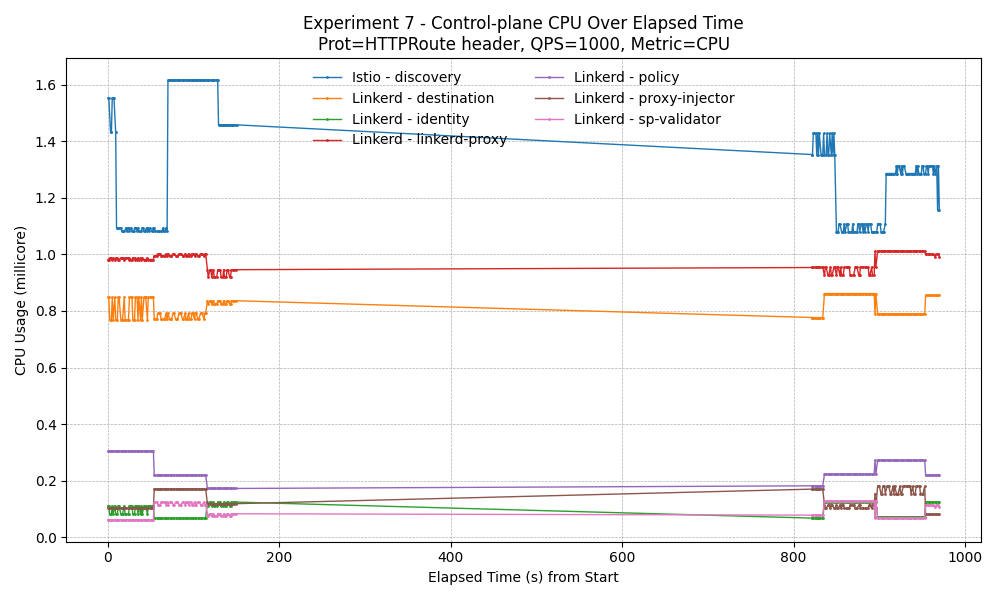 Experiment 7 - Control-plane CPU Over Elapsed Time
Prot=HTTPRoute header, QPS=1000, Metric=CPU
Istio - discovery
Linkerd - destination
Linkerd - identity
Linkerd - linkerd-proxy
Linkerd - policy
Linkerd - proxy-injector
Linkerd - sp-validator
CPU Usage (millicore)
1.6
1.4
1.2
1.0
0.8
0.6
0.4
0.2
0.0
0
200
400
600
800
1000
Elapsed Time (s) from Start